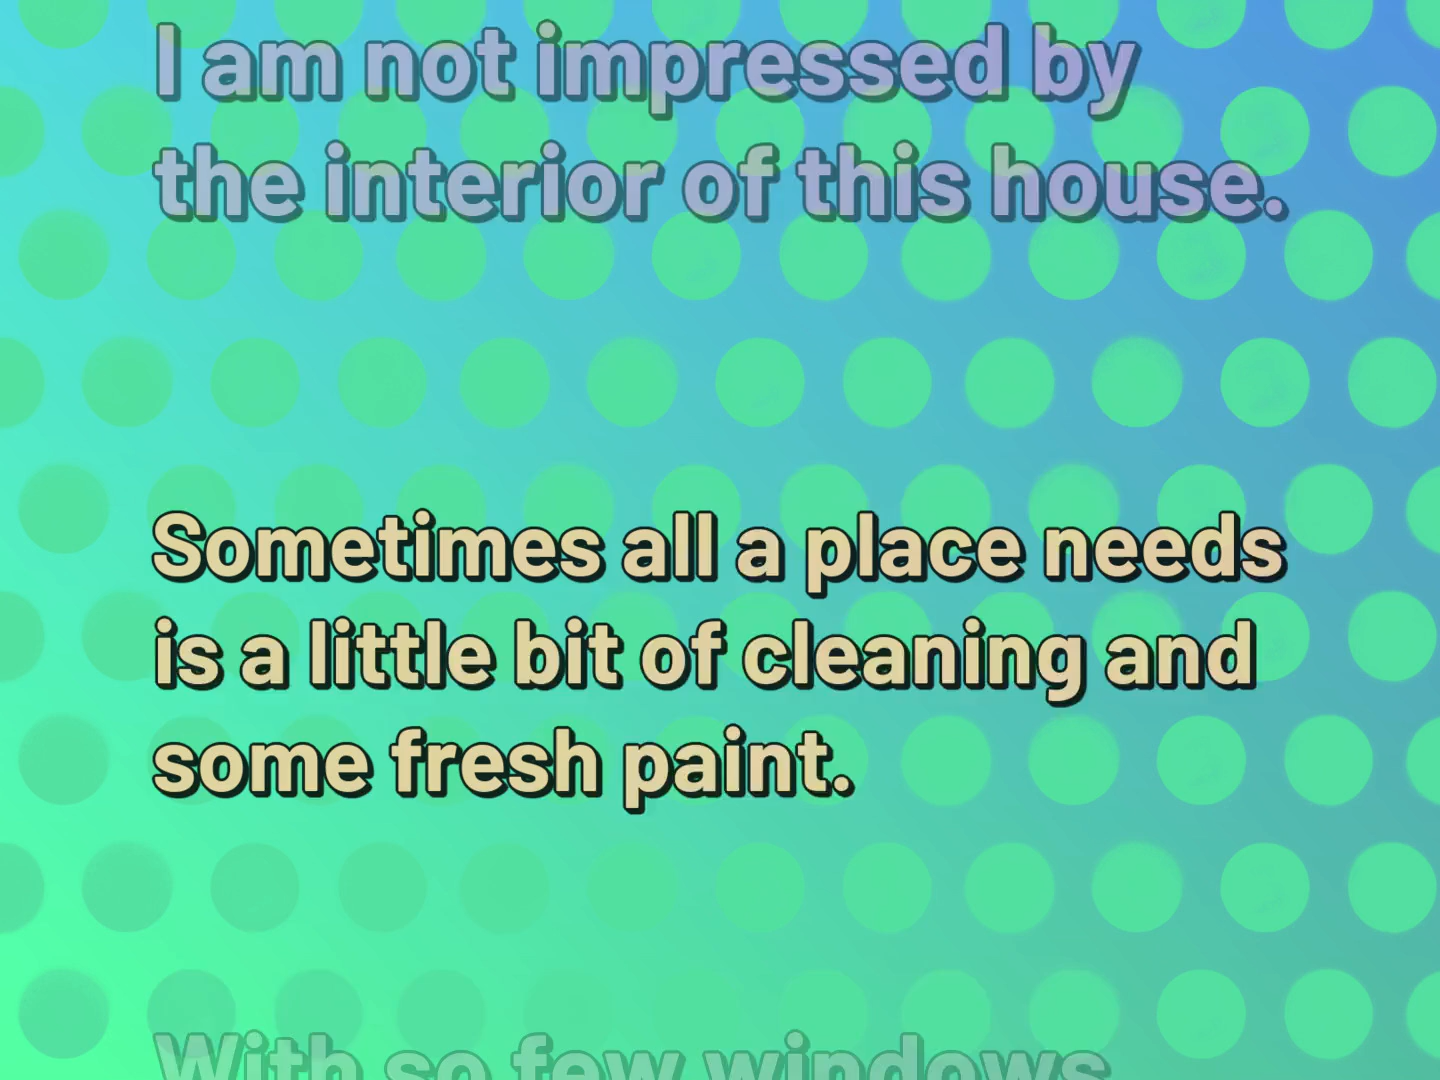 I am not impressed by
the interior of this house.
Sometimes all a place needs
is a little bit of cleaning and
some fresh paint.
With so few windows